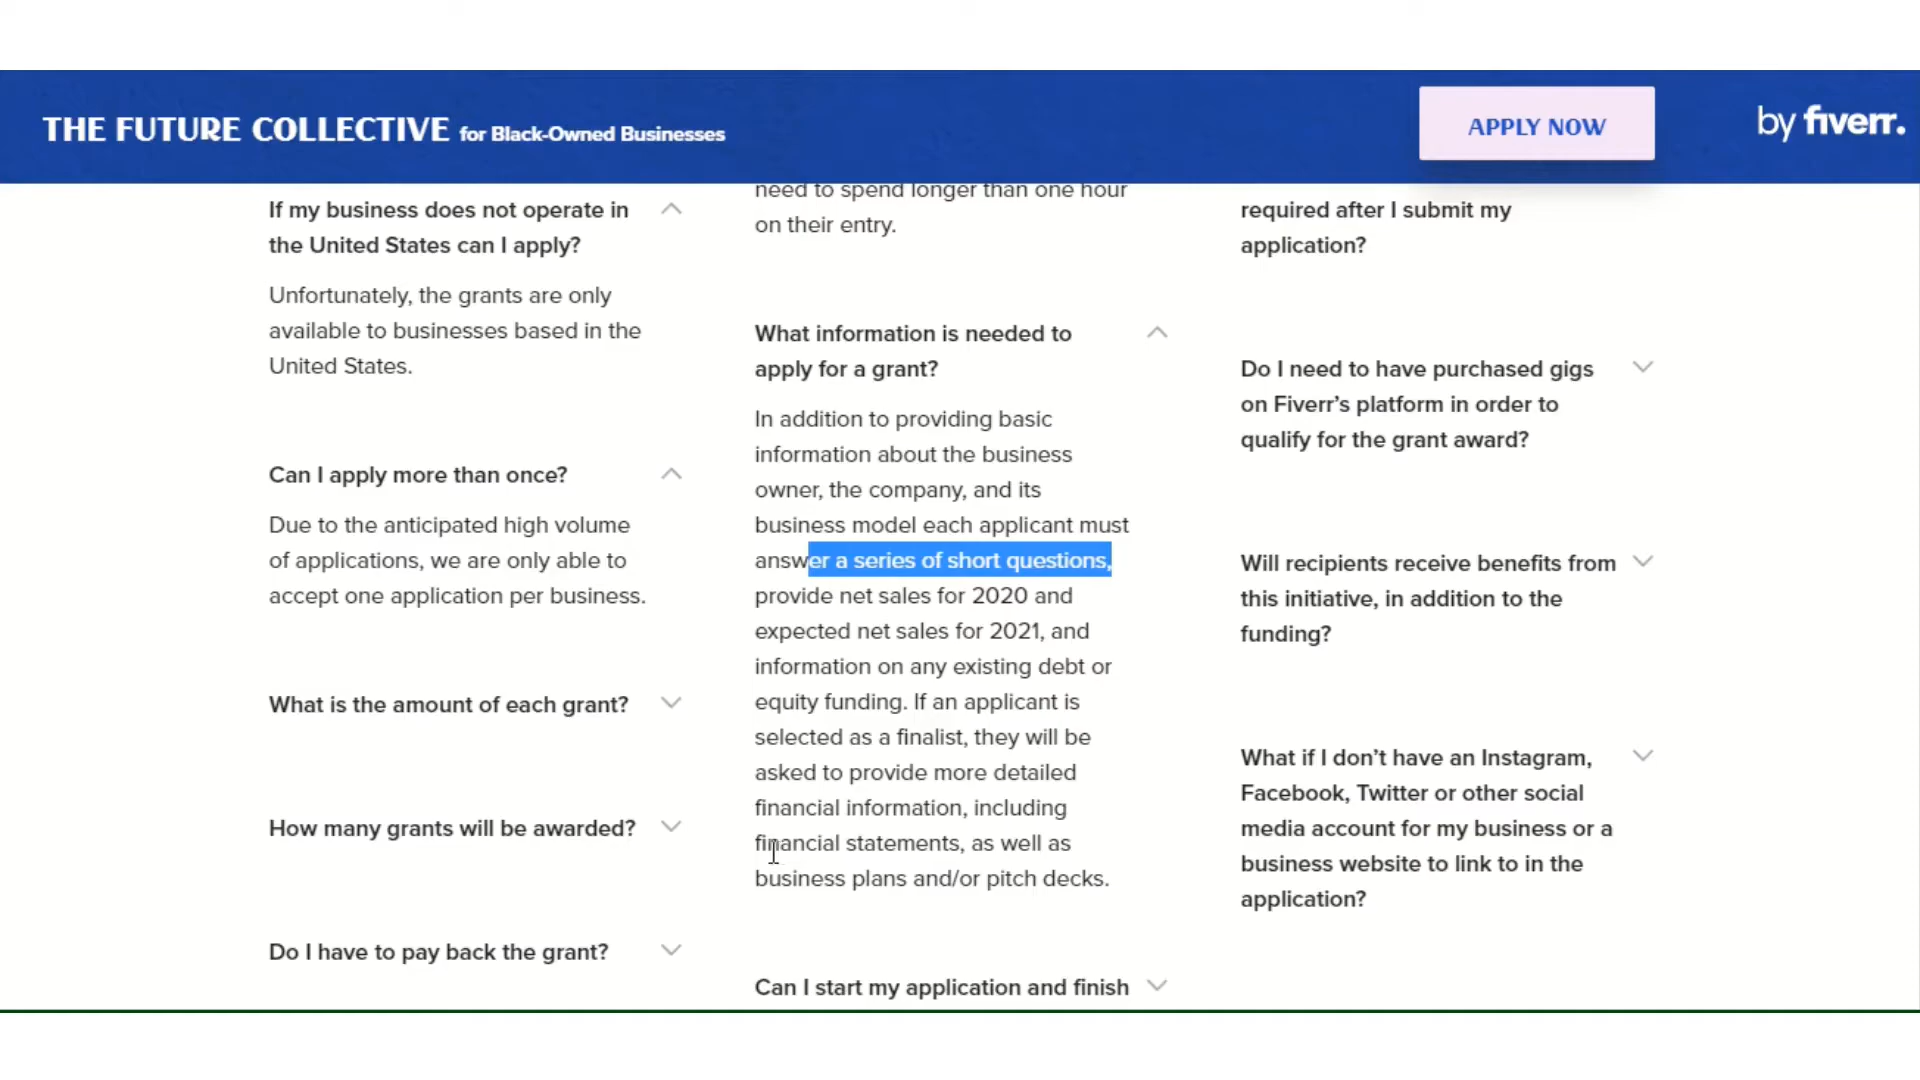 THE FUTURE COLLECTIVE for Black-Owned Businesses
APPLY NOW
by fiverr.
If my business does not operate in
the United States can I apply?
Unfortunately, the grants are only
available to businesses based in the
United States.
Can I apply more than once?
Due to the anticipated high volume
of applications, we are only able to
accept one application per business.
What is the amount of each grant?
How many grants will be awarded?
Do I have to pay back the grant?
need to spend longer than one hour
on their entry.
What information is needed to
apply for a grant?
In addition to providing basic
information about the business
owner, the company, and its
business model each applicant must
answer a series of short questions,
provide net sales for 2020 and
expected net sales for 2021, and
information on any existing debt or
equity funding. If an applicant is
selected as a finalist, they will be
asked to provide more detailed
financial information, including
financial statements, as well as
business plans and/or pitch decks.
Can I start my application and finish
required after I submit my
application?
Do I need to have purchased gigs
on Fiverr’s platform in order to
qualify for the grant award?
Will recipients receive benefits from
this initiative, in addition to the
funding?
What if I don’t have an Instagram,
Facebook, Twitter or other social
media account for my business or a
business website to link to in the
application?